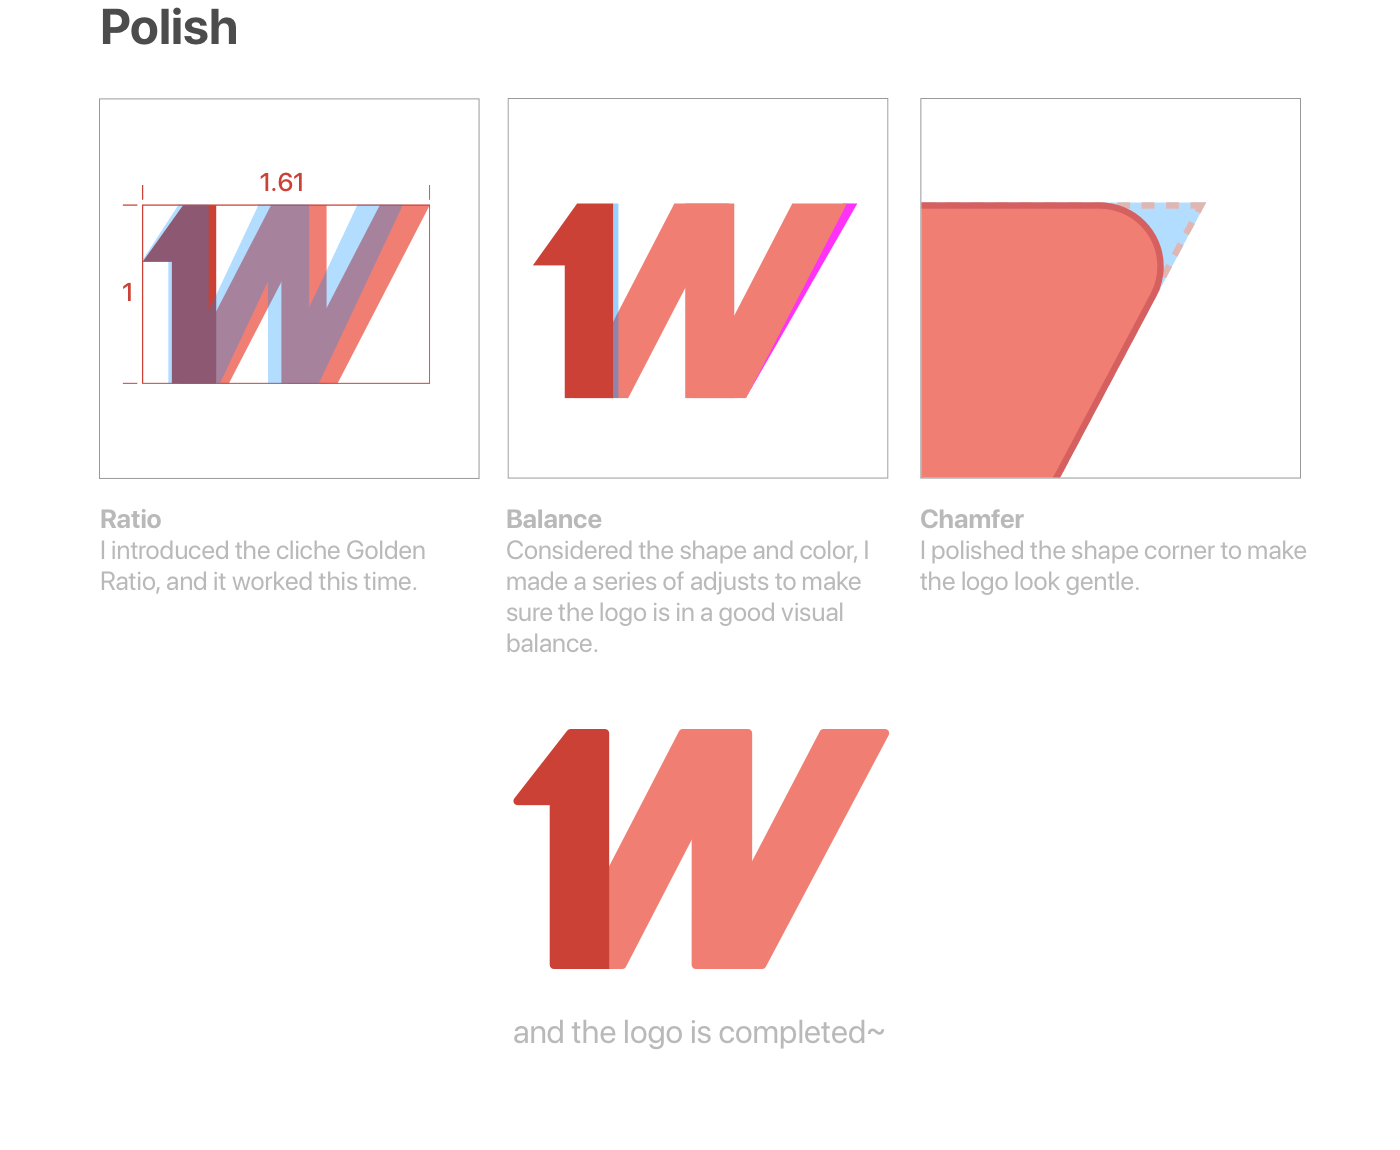 Polish
1.61
1
Ratio
I introduced the cliche Golden
Ratio, and it worked this time.
Balance
Considered the shape and color, I
made a series of adjusts to make
sure the logo is in a good visual
balance.
Chamfer
I polished the shape corner to make
the logo look gentle.
1W
and the logo is completed~